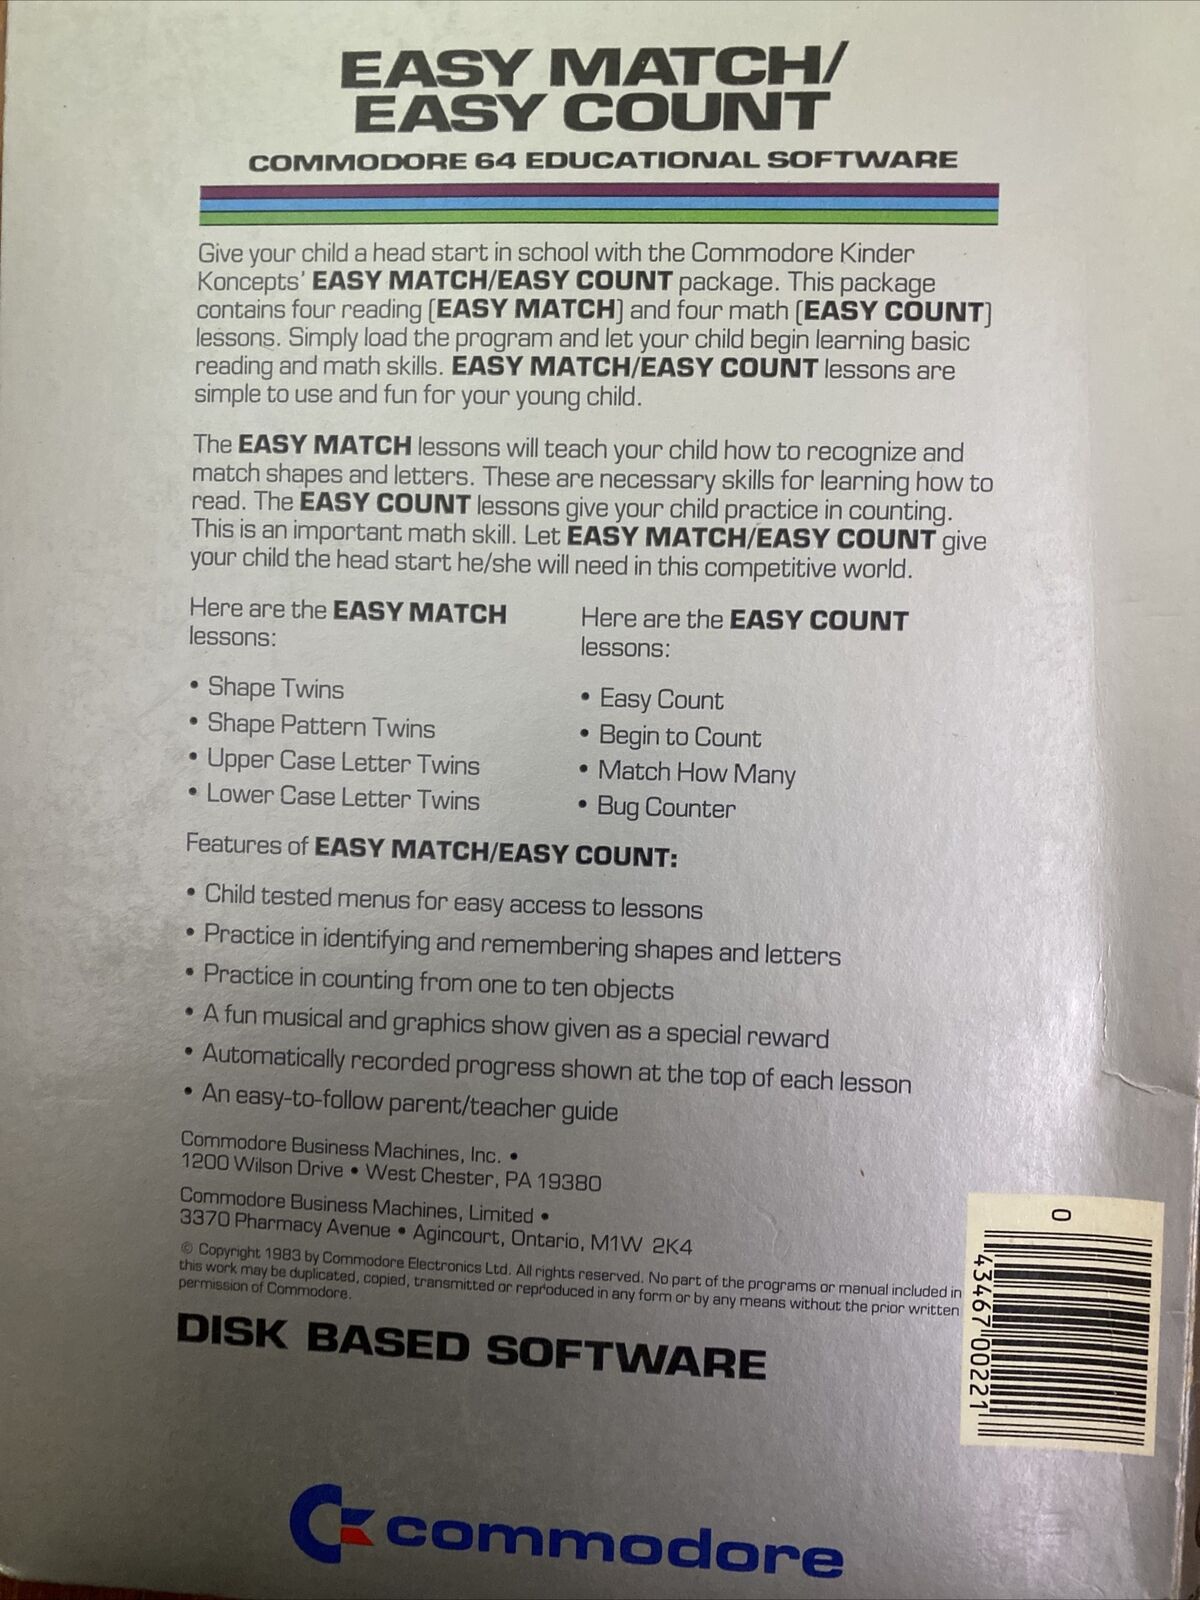 EASY MATCH/
EASY COUNT
COMMODORE 64 EDUCATIONAL SOFTWARE
Give your child a head start in school with the Commodore Kinder
Koncepts' EASY MATCH/EASY COUNT package. This package
contains four reading (EASY MATCH) and four math (EASY COUNT)
lessons. Simply load the program and let your child begin learning basic
reading and math skills. EASY MATCH/EASY COUNT lessons are
simple to use and fun for your young child.
The EASY MATCH lessons will teach your child how to recognize and
match shapes and letters. These are necessary skills for learning how to
read. The EASY COUNT lessons give your child practice in counting.
This is an important math skill. Let EASY MATCH/EASY COUNT give
your child the head start he/she will need in this competitive world.
Here are the EASY MATCH
lessons:
• Shape Twins
• Shape Pattern Twins
• Upper Case Letter Twins
• Lower Case Letter Twins
Here are the EASY COUNT
lessons:
• Easy Count
• Begin to Count
• Match How Many
• Bug Counter
Features of EASY MATCH/EASY COUNT:
• Child tested menus for easy access to lessons
• Practice in identifying and remembering shapes and letters
• Practice in counting from one to ten objects
• A fun musical and graphics show given as a special reward
• Automatically recorded progress shown at the top of each lesson
• An easy-to-follow parent/teacher guide
Commodore Business Machines, Inc. •
1200 Wilson Drive • West Chester, PA 19380
Commodore Business Machines, Limited •
3370 Pharmacy Avenue • Agincourt, Ontario, M1W 2K4
© Copyright 1983 by Commodore Electronics Ltd. All rights reserved. No part of the programs or manual included in
this work may be duplicated, copied, transmitted or reproduced in any form or by any means without the prior written
permission of Commodore.
DISK BASED SOFTWARE
0 43467 00221
commodore